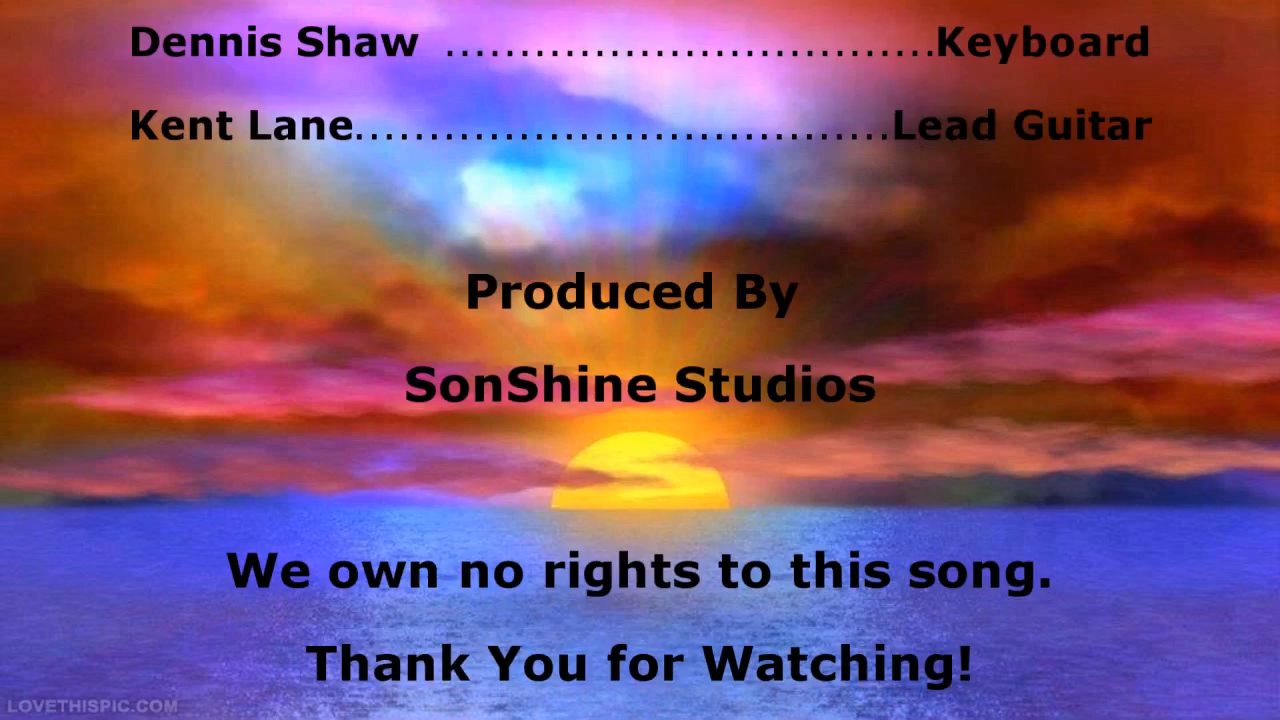 Dennis Shaw .................................Keyboard
Kent Lane....................................Lead Guitar
Produced By
SonShine Studios
We own no rights to this song.
Thank You for Watching!
LOVETHISPIC.COM